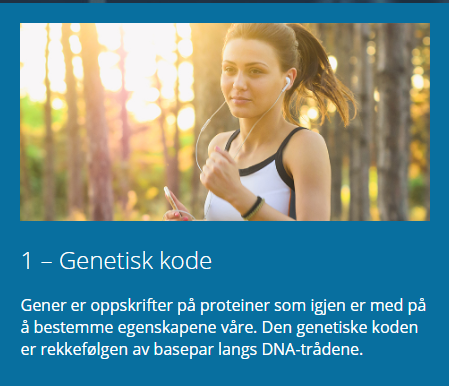 1 – Genetisk kode
Gener er oppskrifter på proteiner som igjen er med på
å bestemme egenskapene våre. Den genetiske koden
er rekkefølgen av basepar langs DNA-trådene.